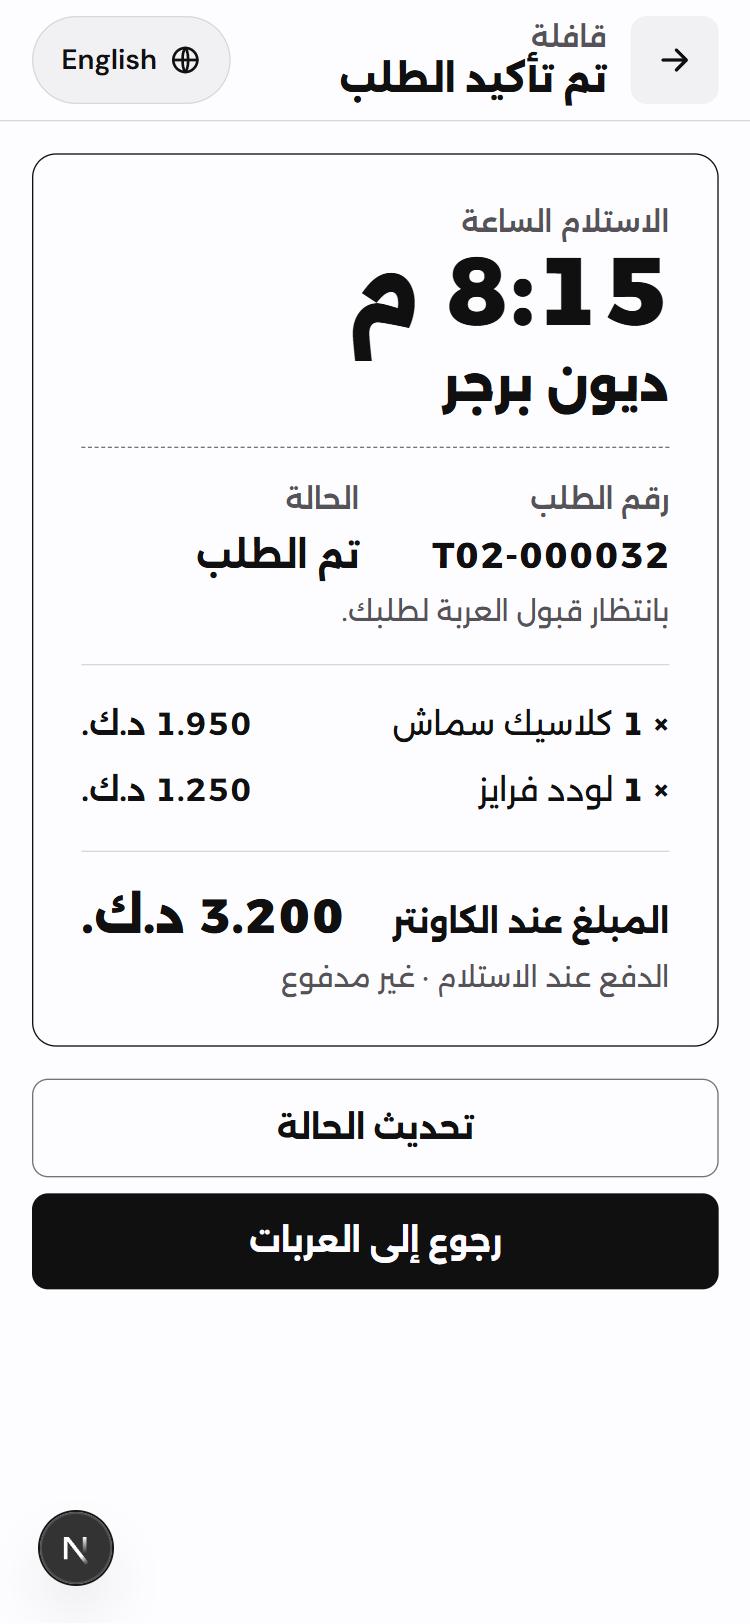 قافلة
تم تأكيد الطلب
English
الاستلام الساعة
8:15 م
ديون برجر
رقم الطلب
T02-000032
الحالة
تم الطلب
بانتظار قبول العربة لطلبك.
× 1 كلاسيك سماش 1.950 د.ك.
× 1 لودد فرايز 1.250 د.ك.
المبلغ عند الكاونتر 3.200 د.ك.
الدفع عند الاستلام · غير مدفوع
تحديث الحالة
رجوع إلى العربات
N